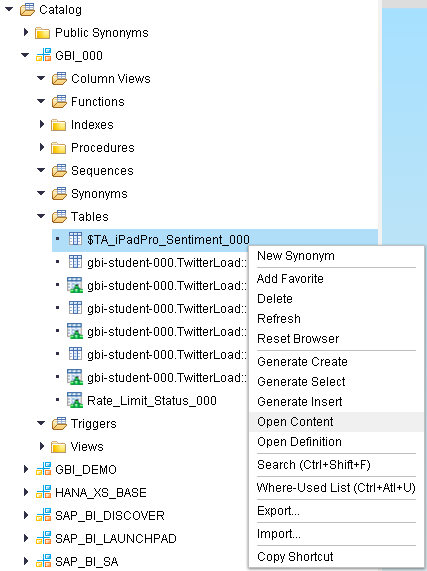 Catalog
Public Synonyms
GBI_000
Column Views
Functions
Indexes
Procedures
Sequences
Synonyms
Tables
$TA_iPadPro_Sentiment_000
gbi-student-000.TwitterLoad::
gbi-student-000.TwitterLoad::
gbi-student-000.TwitterLoad::
gbi-student-000.TwitterLoad::
gbi-student-000.TwitterLoad::
gbi-student-000.TwitterLoad::
Rate_Limit_Status_000
Triggers
Views
GBI_DEMO
HANA_XS_BASE
SAP_BI_DISCOVER
SAP_BI_LAUNCHPAD
SAP_BI_SA
New Synonym
Add Favorite
Delete
Refresh
Reset Browser
Generate Create
Generate Select
Generate Insert
Open Content
Open Definition
Search (Ctrl+Shift+F)
Where-Used List (Ctrl+Atl+U)
Export...
Import...
Copy Shortcut